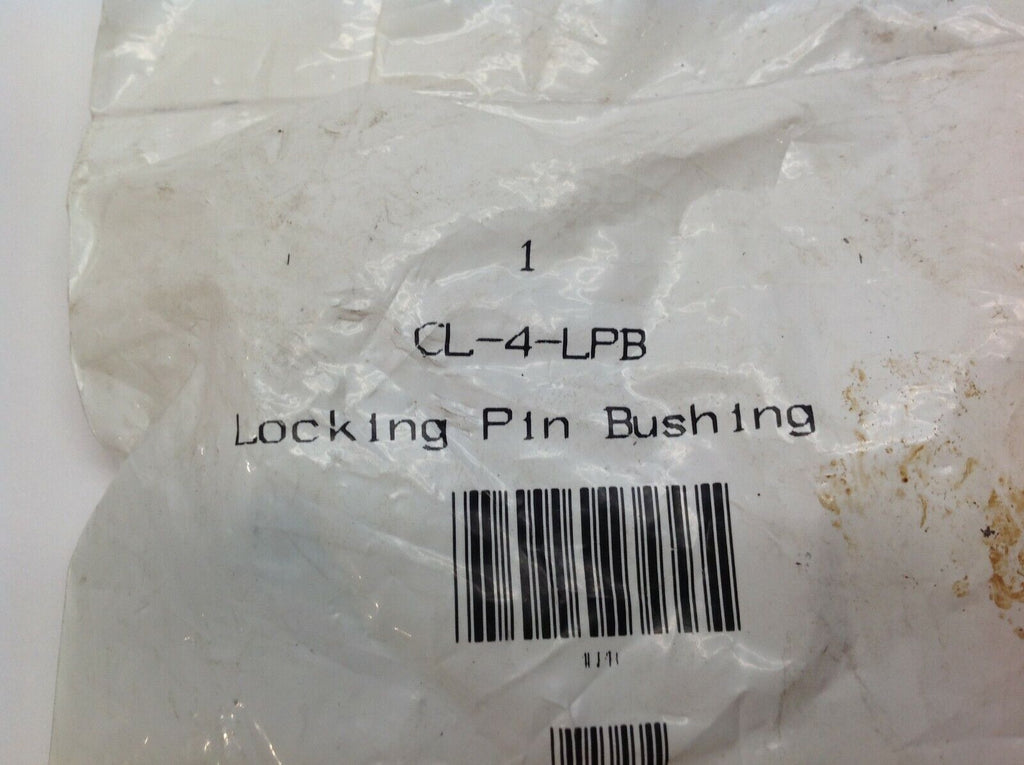 1
CL-4-LPB
Locking Pin Bushing